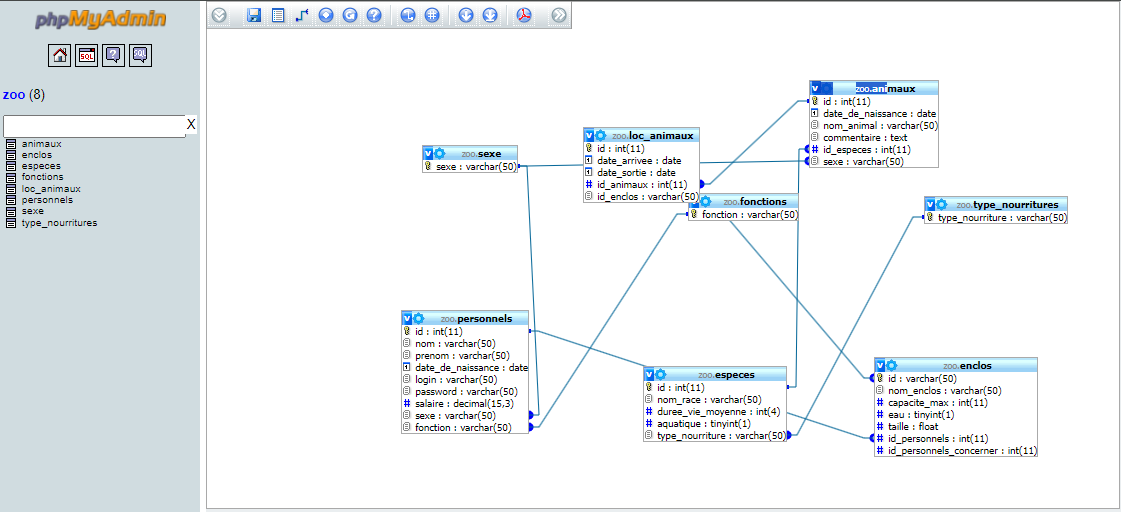 phpMyAdmin
SQL
SQL
zoo (8)
X
animaux
enclos
especes
fonctions
loc_animaux
personnels
sexe
type_nourritures
v zoo.animaux
id : int(11)
date_de_naissance : date
nom_animal : varchar(50)
commentaire : text
id_especes : int(11)
sexe : varchar(50)
v zoo.loc_animaux
id : int(11)
date_arrivee : date
date_sortie : date
id_animaux : int(11)
id_enclos : varchar(50)
v zoo.sexe
sexe : varchar(50)
v zoo.fonctions
fonction : varchar(50)
v zoo.type_nourritures
type_nourriture : varchar(50)
v zoo.personnels
id : int(11)
nom : varchar(50)
prenom : varchar(50)
date_de_naissance : date
login : varchar(50)
password : varchar(50)
salaire : decimal(15,3)
sexe : varchar(50)
fonction : varchar(50)
v zoo.especes
id : int(11)
nom_race : varchar(50)
duree_vie_moyenne : int(4)
aquatique : tinyint(1)
type_nourriture : varchar(50)
v zoo.enclos
id : varchar(50)
nom_enclos : varchar(50)
capacite_max : int(11)
eau : tinyint(1)
taille : float
id_personnels : int(11)
id_personnels_concerner : int(11)